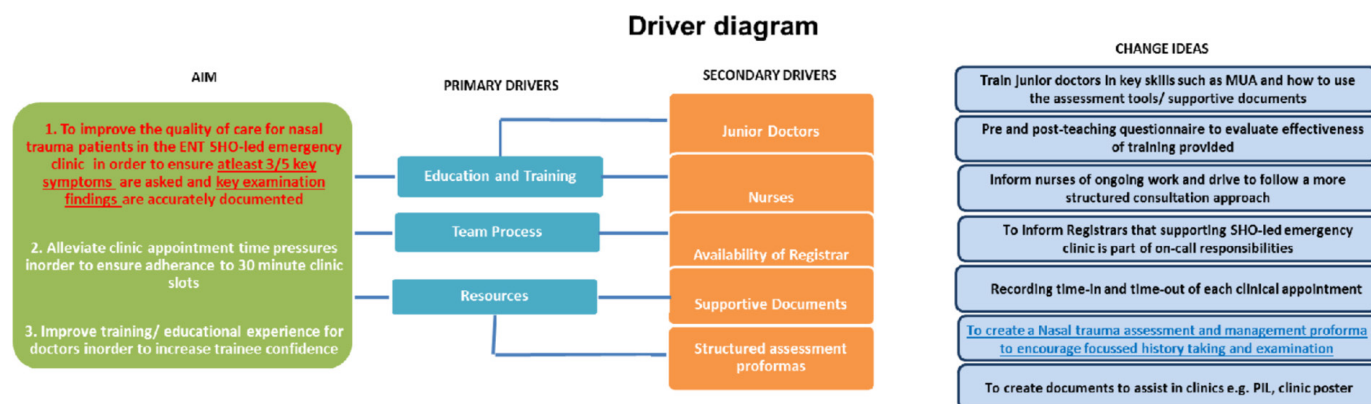 Driver diagram
AIM
1. To improve the quality of care for nasal
trauma patients in the ENT SHO-led emergency
clinic in order to ensure atleast 3/5 key
symptoms are asked and key examination
findings are accurately documented
2. Alleviate clinic appointment time pressures
inorder to ensure adherance to 30 minute clinic
slots
3. Improve training/ educational experience for
doctors inorder to increase trainee confidence
PRIMARY DRIVERS
Education and Training
Team Process
Resources
SECONDARY DRIVERS
Junior Doctors
Nurses
Availability of Registrar
Supportive Documents
Structured assessment
proformas
CHANGE IDEAS
Train junior doctors in key skills such as MUA and how to use
the assessment tools/ supportive documents
Pre and post-teaching questionnaire to evaluate effectiveness
of training provided
Inform nurses of ongoing work and drive to follow a more
structured consultation approach
To inform Registrars that supporting SHO-led emergency
clinic is part of on-call responsibilities
Recording time-in and time-out of each clinical appointment
To create a Nasal trauma assessment and management proforma
to encourage focussed history taking and examination
To create documents to assist in clinics e.g. PIL, clinic poster